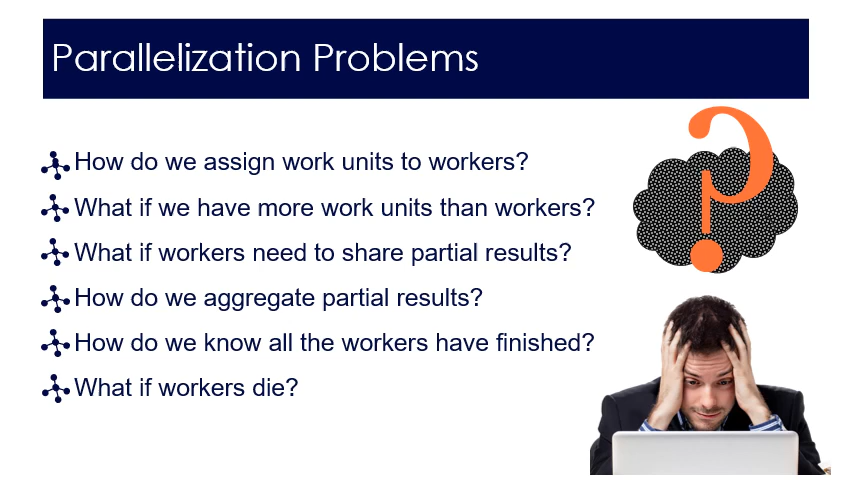 Parallelization Problems
How do we assign work units to workers?
What if we have more work units than workers?
What if workers need to share partial results?
How do we aggregate partial results?
How do we know all the workers have finished?
What if workers die?
?